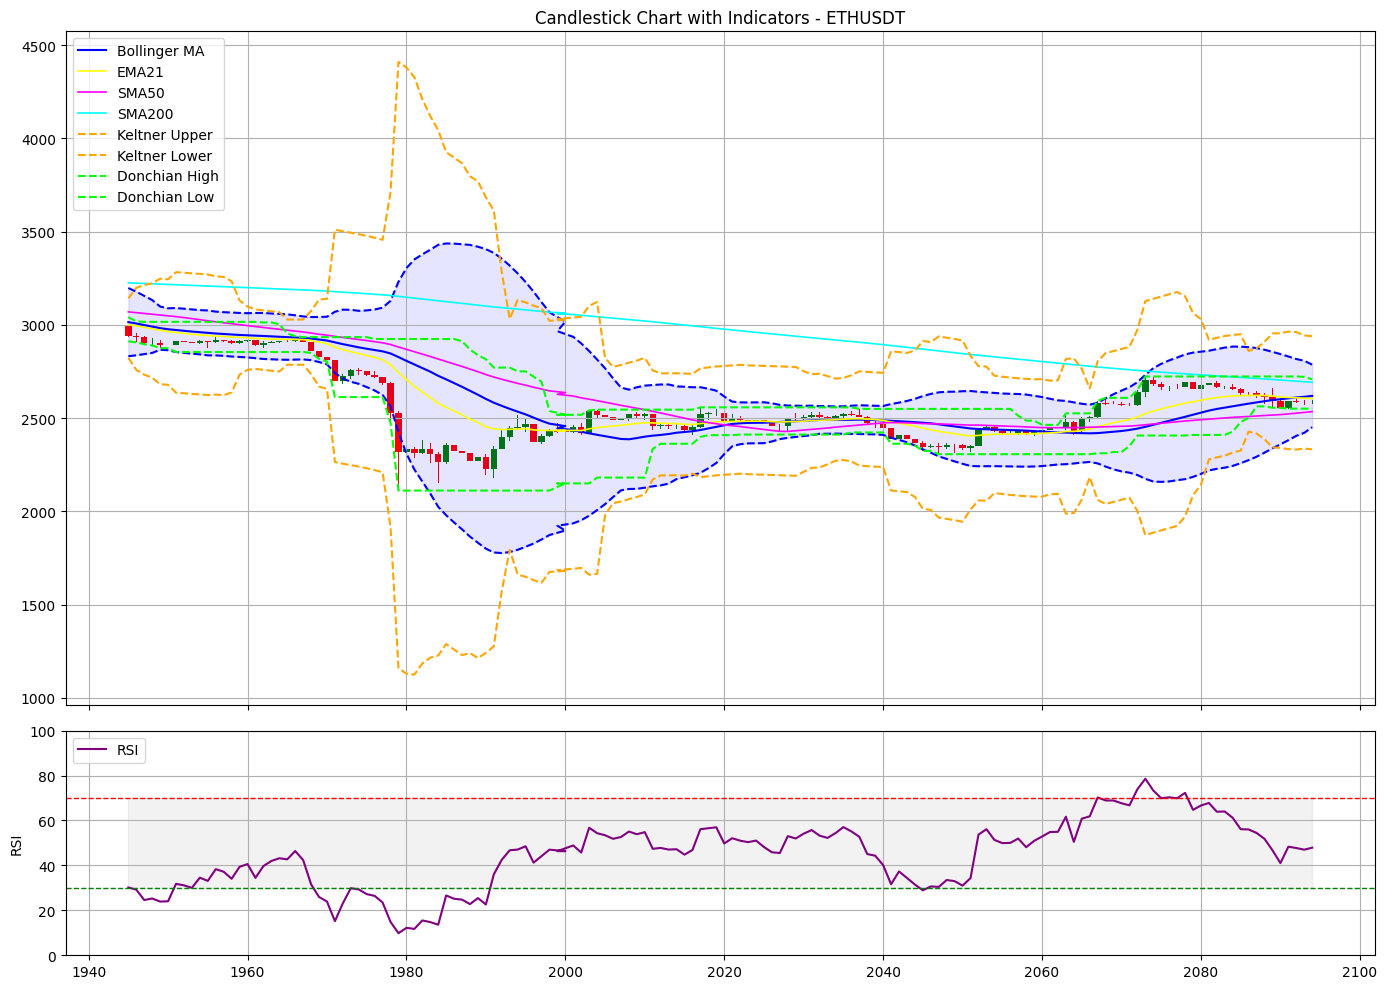 Candlestick Chart with Indicators - ETHUSDT
4500
4000
3500
3000
2500
2000
1500
1000
Bollinger MA
EMA21
SMA50
SMA200
Keltner Upper
Keltner Lower
Donchian High
Donchian Low
100
80
60
40
20
0
RSI
RSI
1940 1960 1980 2000 2020 2040 2060 2080 2100